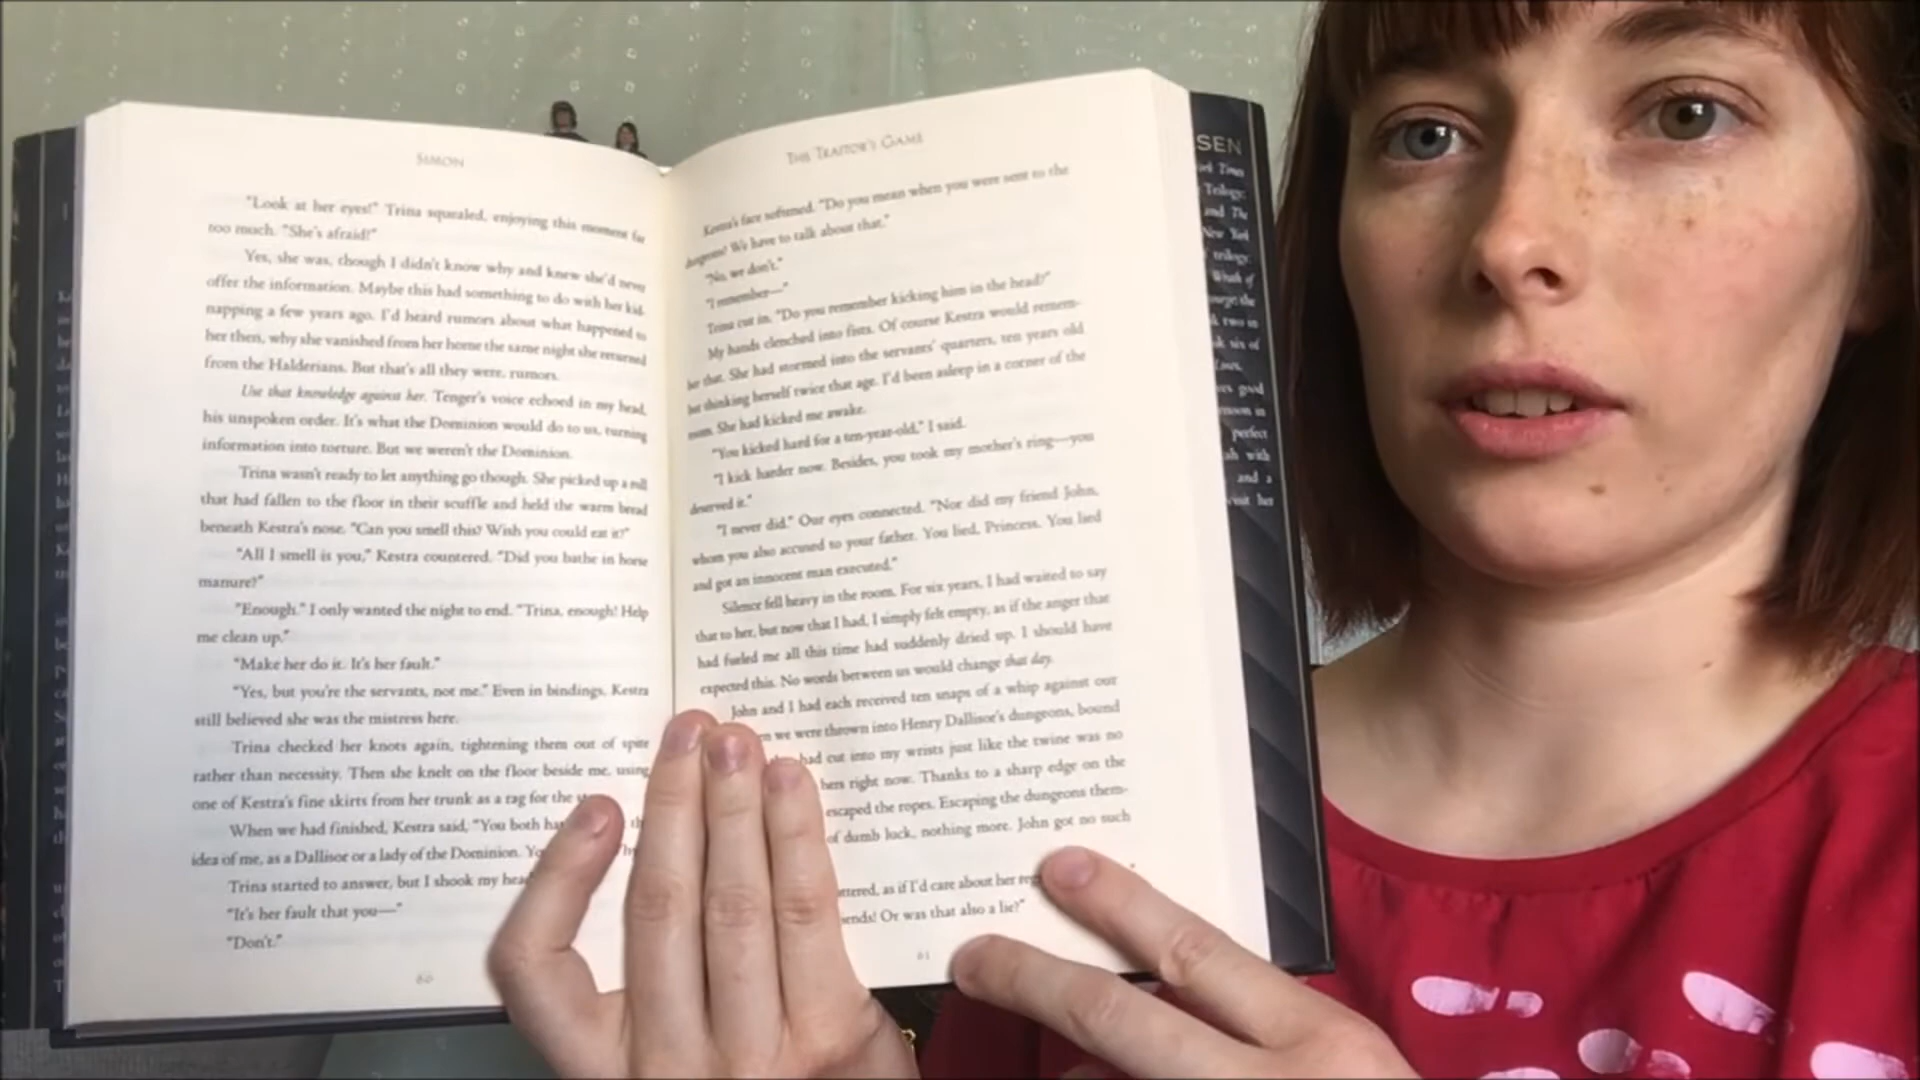 SIMON
"Look at her eyes!" Trina squealed, enjoying this moment far
too much. "She's afraid!"
Yes, she was, though I didn't know why and knew she'd never
offer the information. Maybe this had something to do with her kid-
napping a few years ago. I'd heard rumors about what happened to
her then, why she vanished from her home the same night she returned
from the Halderians. But that's all they were, rumors.
Use that knowledge against her. Tenger's voice echoed in my head,
his unspoken order. It's what the Dominion would do to us, turning
information into torture. But we weren't the Dominion.
Trina wasn't ready to let anything go though. She picked up a roll
that had fallen to the floor in their scuffle and held the warm bread
beneath Kestra's nose. "Can you smell this? Wish you could eat it?"
"All I smell is you," Kestra countered. "Did you bathe in horse
manure?"
"Enough." I only wanted the night to end. "Trina, enough! Help
me clean up."
"Make her do it. It's her fault."
"Yes, but you're the servants, not me." Even in bindings, Kestra
still believed she was the mistress here.
Trina checked her knots again, tightening them out of spite
rather than necessity. Then she knelt on the floor beside me, using
one of Kestra's fine skirts from her trunk as a rag for the
When we had finished, Kestra said, "You both
idea of me, as a Dallisor or a lady of the Dominion.
Trina started to answer, but I shook my head
"It's her fault that you—"
"Don't."
60
THE TRAITOR'S GAME
Kestra's face softened. "Do you mean when you were sent to the
dungeons? We have to talk about that."
"No, we don't."
"I remember—"
Trina cut in. "Do you remember kicking him in the head?"
My hands clenched into fists. Of course Kestra would remem-
ber that. She had stormed into the servants' quarters, ten years old
but thinking herself twice that age. I'd been asleep in a corner of the
room. She had kicked me awake.
"You kicked hard for a ten-year-old," I said.
"I kick harder now. Besides, you took my mother's ring—you
deserved it."
"I never did." Our eyes connected. "Nor did my friend John,
whom you also accused to your father. You lied, Princess. You lied
and got an innocent man executed."
Silence fell heavy in the room. For six years, I had waited to say
that to her, but now that I had, I simply felt empty, as if the anger that
had fueled me all this time had suddenly dried up. I should have
expected this. No words between us would change that day.
John and I had each received ten snaps of a whip against our
we were thrown into Henry Dallisor's dungeons, bound
had cut into my wrists just like the twine was no
hers right now. Thanks to a sharp edge on the
escaped the ropes. Escaping the dungeons them-
of dumb luck, nothing more. John got no such
as if I'd care about her
Or was that also a lie?"
61
SEN
Times
Trilogy,
and The
New York
trilogy,
Wrath of
the
two in
six of
good
in
perfect
with
and a
visit her